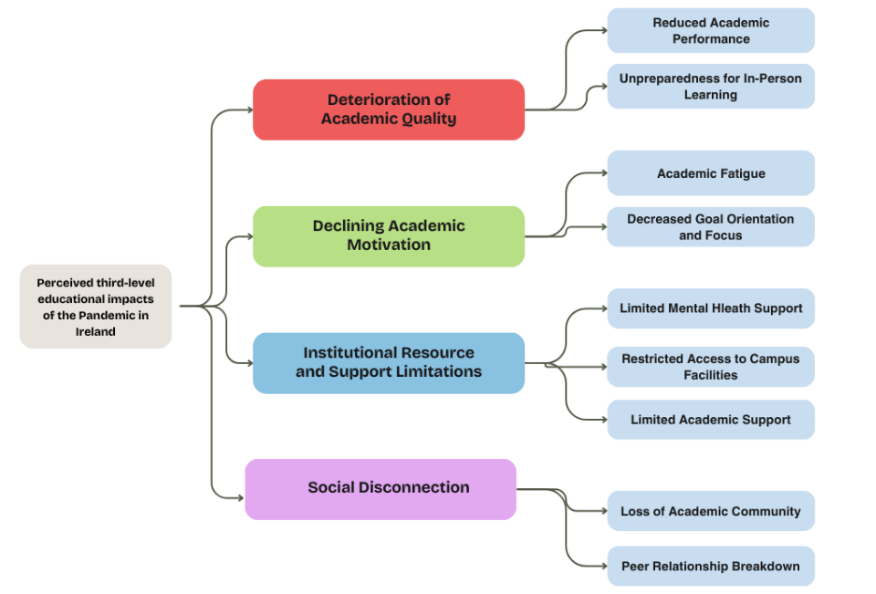 Perceived third-level
educational impacts
of the Pandemic in
Ireland
Deterioration of
Academic Quality
Reduced Academic
Performance
Unpreparedness for In-Person
Learning
Declining Academic
Motivation
Academic Fatigue
Decreased Goal Orientation
and Focus
Institutional Resource
and Support Limitations
Limited Mental Hleath Support
Restricted Access to Campus
Facilities
Limited Academic Support
Social Disconnection
Loss of Academic Community
Peer Relationship Breakdown